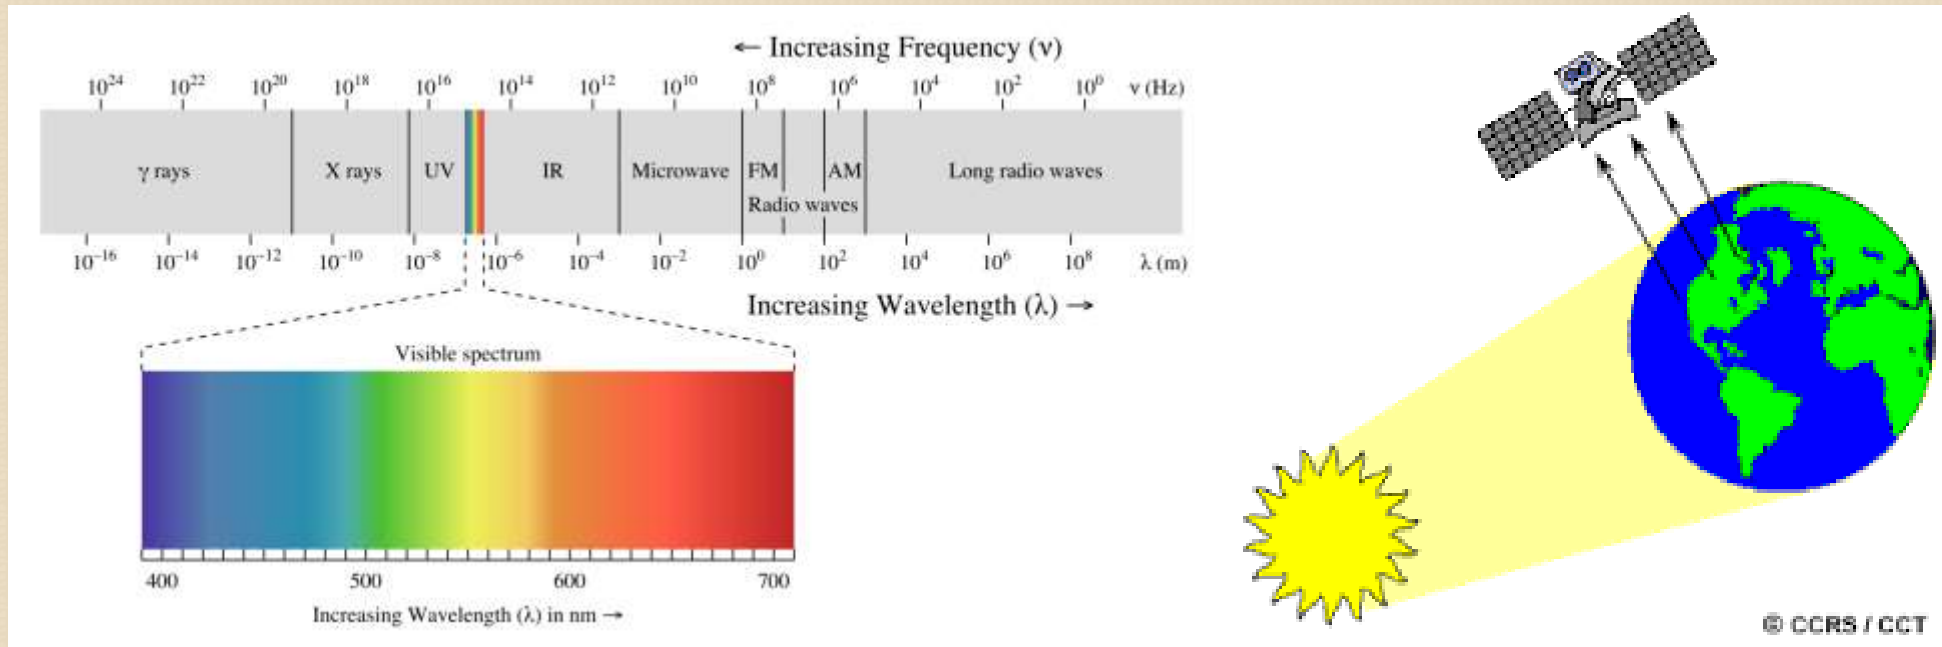 ← Increasing Frequency (ν)
10²⁴ 10²² 10²⁰ 10¹⁸ 10¹⁶ 10¹⁴ 10¹² 10¹⁰ 10⁸ 10⁶ 10⁴ 10² 10⁰ ν (Hz)
γ rays X rays UV IR Microwave FM AM Long radio waves
Radio waves
10⁻¹⁶ 10⁻¹⁴ 10⁻¹² 10⁻¹⁰ 10⁻⁸ 10⁻⁶ 10⁻⁴ 10⁻² 10⁰ 10² 10⁴ 10⁶ 10⁸ λ (m)
Increasing Wavelength (λ) →
Visible spectrum
400 500 600 700
Increasing Wavelength (λ) in nm →
© CCRS / CCT